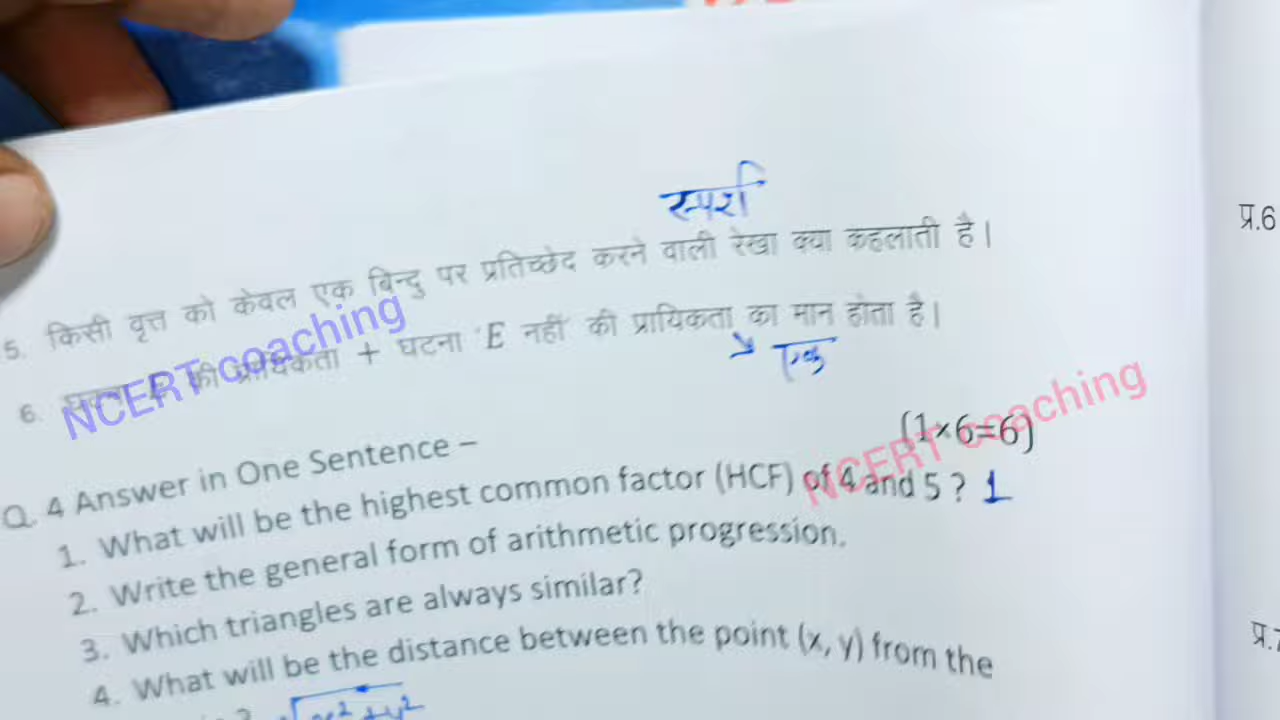 स्पर्श
5. किसी वृत्त को केवल एक बिन्दु पर प्रतिच्छेद करने वाली रेखा क्या कहलाती है।
6. घटना E की प्रायिकता + घटना 'E नहीं' की प्रायिकता का मान होता है।
एक
(1×6=6)
Q. 4 Answer in One Sentence –
1. What will be the highest common factor (HCF) of 4 and 5 ? 1
2. Write the general form of arithmetic progression.
3. Which triangles are always similar?
4. What will be the distance between the point (x, y) from the
? √x²+y²
प्र.6
प्र.7
NCERT coaching
NCERT coaching